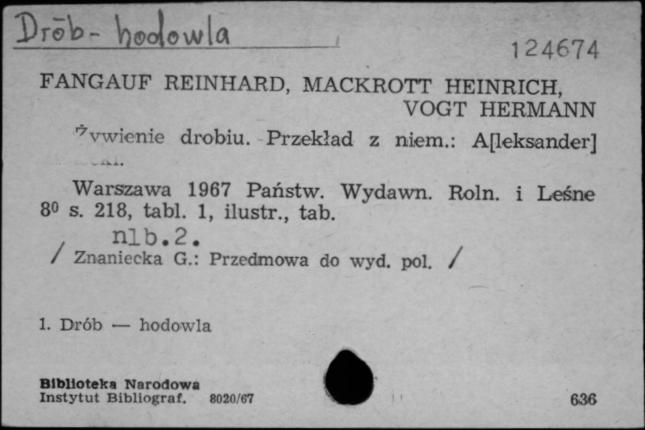 Drób - hodowla
124674
FANGAUF REINHARD, MACKROTT HEINRICH,
VOGT HERMANN
Żywienie drobiu. Przekład z niem.: A[leksander]
Warszawa 1967 Państw. Wydawn. Roln. i Leśne
8⁰ s. 218, tabl. 1, ilustr., tab.
nlb.2.
/ Znaniecka G.: Przedmowa do wyd. pol. /
1. Drób — hodowla
Biblioteka Narodowa
Instytut Bibliograf. 8020/67
636